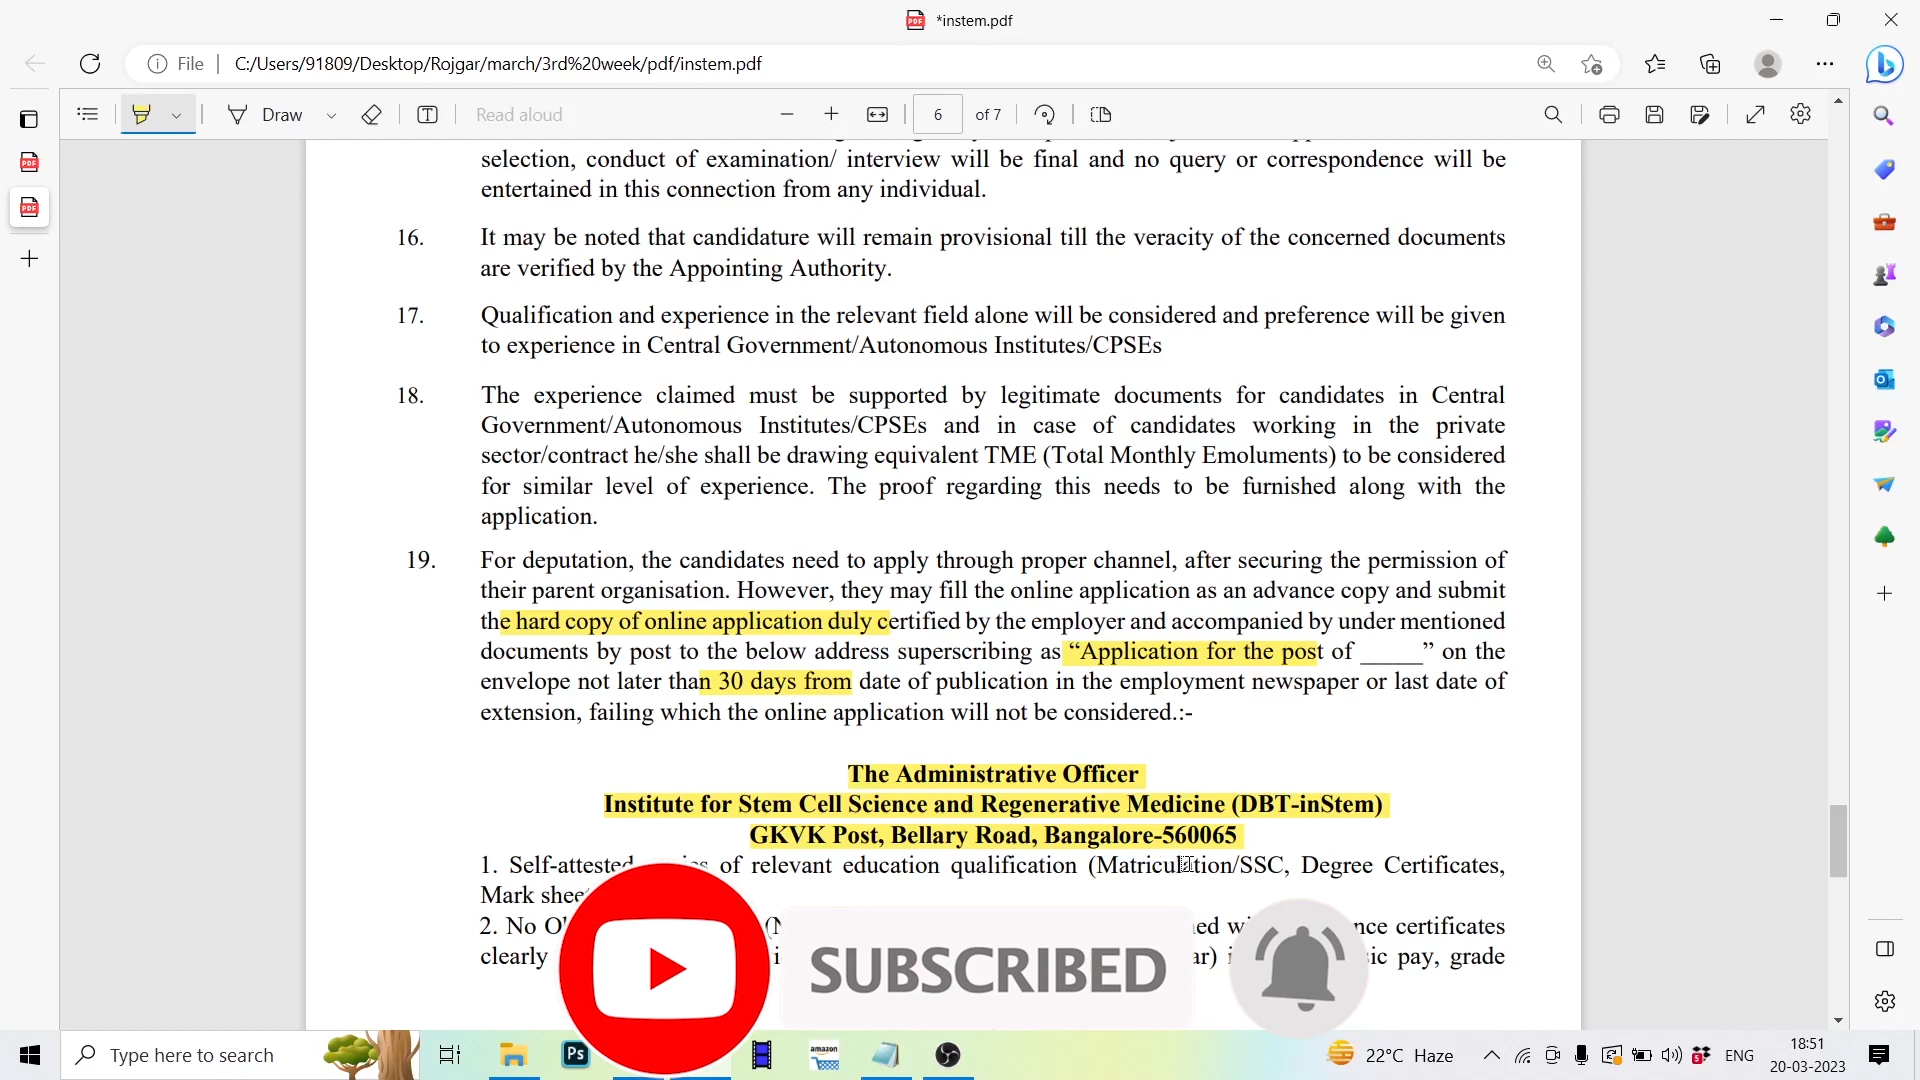 *instem.pdf
File C:/Users/91809/Desktop/Rojgar/march/3rd%20week/pdf/instem.pdf
Draw Read aloud 6 of 7
selection, conduct of examination/ interview will be final and no query or correspondence will be
entertained in this connection from any individual.
16. It may be noted that candidature will remain provisional till the veracity of the concerned documents
are verified by the Appointing Authority.
17. Qualification and experience in the relevant field alone will be considered and preference will be given
to experience in Central Government/Autonomous Institutes/CPSEs
18. The experience claimed must be supported by legitimate documents for candidates in Central
Government/Autonomous Institutes/CPSEs and in case of candidates working in the private
sector/contract he/she shall be drawing equivalent TME (Total Monthly Emoluments) to be considered
for similar level of experience. The proof regarding this needs to be furnished along with the
application.
19. For deputation, the candidates need to apply through proper channel, after securing the permission of
their parent organisation. However, they may fill the online application as an advance copy and submit
the hard copy of online application duly certified by the employer and accompanied by under mentioned
documents by post to the below address superscribing as “Application for the post of _____” on the
envelope not later than 30 days from date of publication in the employment newspaper or last date of
extension, failing which the online application will not be considered.:-
The Administrative Officer
Institute for Stem Cell Science and Regenerative Medicine (DBT-inStem)
GKVK Post, Bellary Road, Bangalore-560065
1. Self-attested of relevant education qualification (Matriculation/SSC, Degree Certificates,
Mark
2. No certificates
clearly pay, grade
SUBSCRIBED
Type here to search
Ps
amazon
22°C Haze
ENG
18:51
20-03-2023